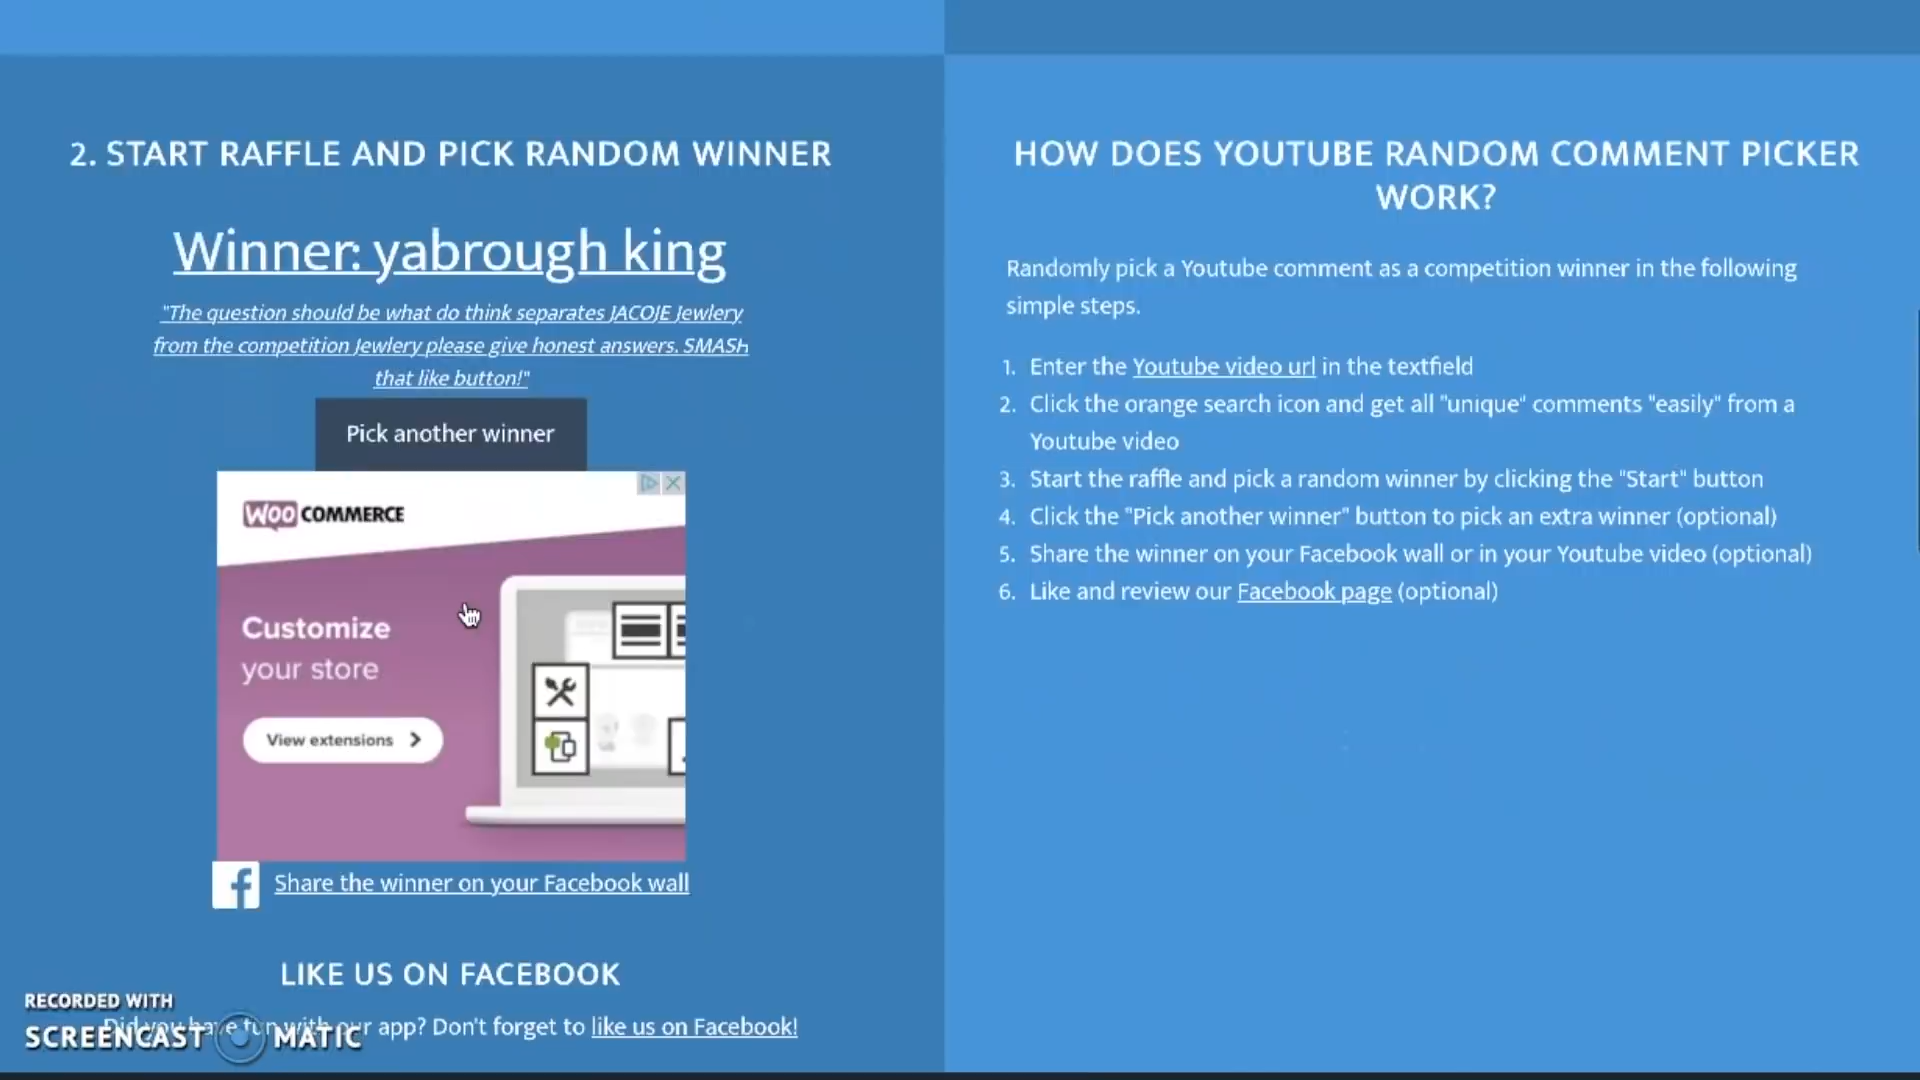 2. START RAFFLE AND PICK RANDOM WINNER
Winner: yabrough king
"The question should be what do think separates JACOJE Jewlery
from the competition Jewlery please give honest answers. SMASH
that like button!"
Pick another winner
WOO COMMERCE
Customize
your store
View extensions
Share the winner on your Facebook wall
LIKE US ON FACEBOOK
Did you have fun with our app? Don't forget to like us on Facebook!
RECORDED WITH
SCREENCAST MATIC
HOW DOES YOUTUBE RANDOM COMMENT PICKER
WORK?
Randomly pick a Youtube comment as a competition winner in the following
simple steps.
1. Enter the Youtube video url in the textfield
2. Click the orange search icon and get all "unique" comments "easily" from a
Youtube video
3. Start the raffle and pick a random winner by clicking the "Start" button
4. Click the "Pick another winner" button to pick an extra winner (optional)
5. Share the winner on your Facebook wall or in your Youtube video (optional)
6. Like and review our Facebook page (optional)